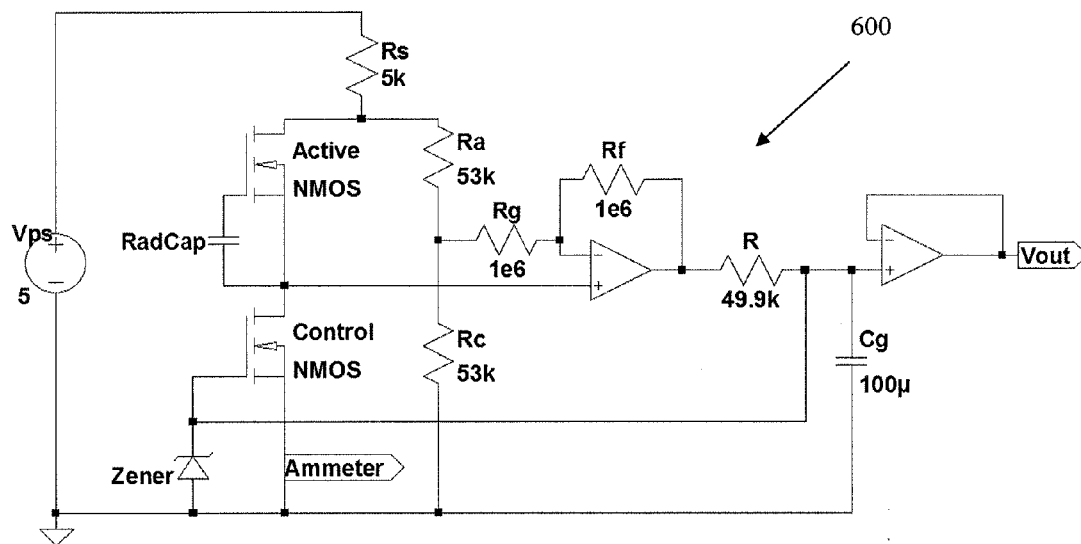 600
Rs
5k
Active
NMOS
Ra
53k
Rf
1e6
Rg
1e6
RadCap
Vps
+
−
5
−
+
R
49.9k
−
+
Vout
Control
NMOS
Rc
53k
Cg
100µ
Zener
Ammeter